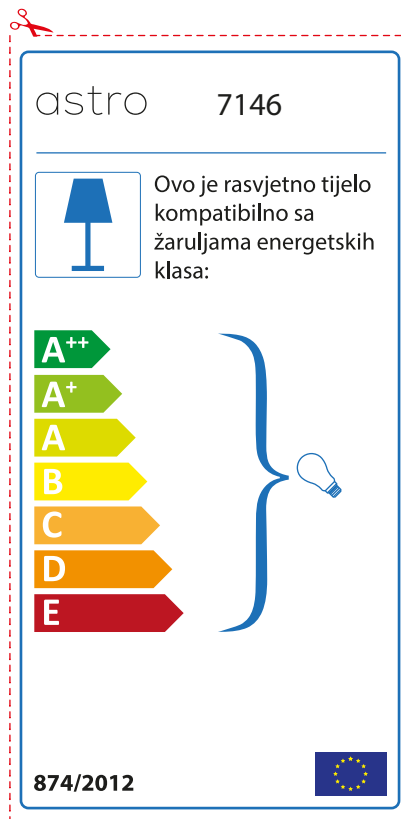 astro 7146
Ovo je rasvjetno tijelo
kompatibilno sa
žaruljama energetskih
klasa:
A++
A+
A
B
C
D
E
874/2012